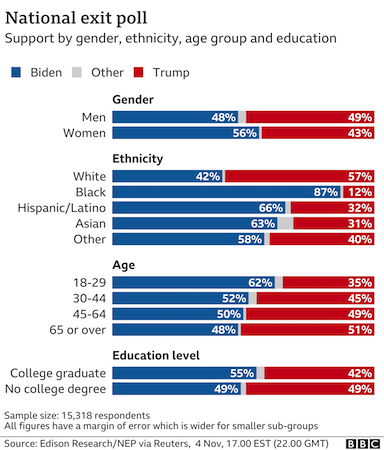 National exit poll
Support by gender, ethnicity, age group and education
Biden Other Trump
Gender
Men 48% 49%
Women 56% 43%
Ethnicity
White 42% 57%
Black 87% 12%
Hispanic/Latino 66% 32%
Asian 63% 31%
Other 58% 40%
Age
18-29 62% 35%
30-44 52% 45%
45-64 50% 49%
65 or over 48% 51%
Education level
College graduate 55% 42%
No college degree 49% 49%
Sample size: 15,318 respondents
All figures have a margin of error which is wider for smaller sub-groups
Source: Edison Research/NEP via Reuters, 4 Nov, 17.00 EST (22.00 GMT) BBC